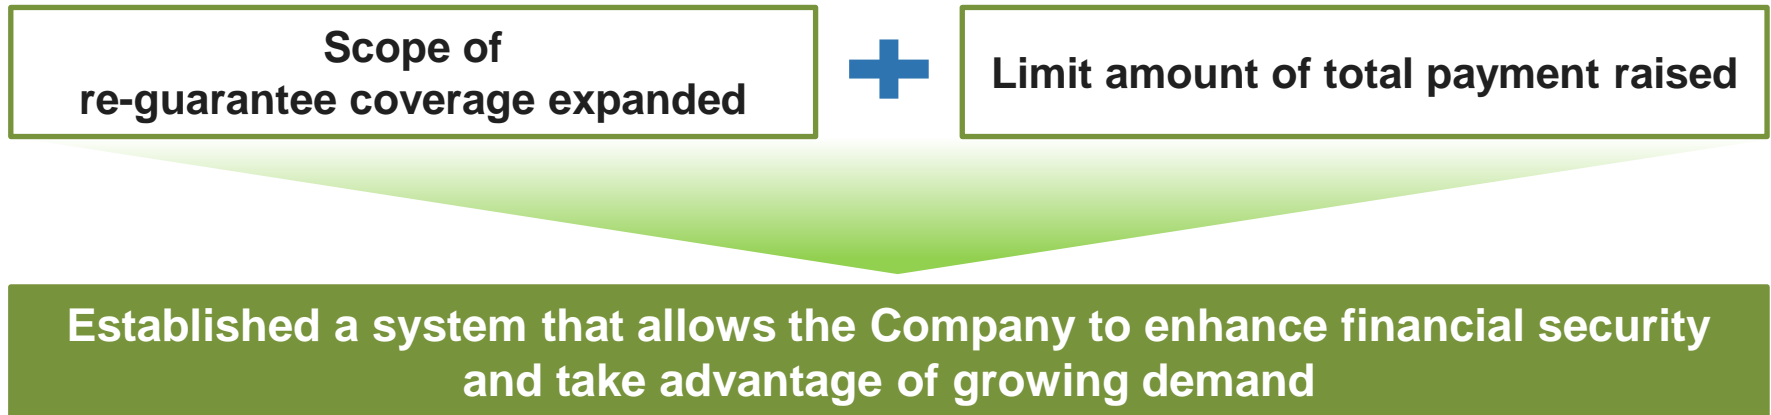 Scope of
re-guarantee coverage expanded
Limit amount of total payment raised
Established a system that allows the Company to enhance financial security
and take advantage of growing demand